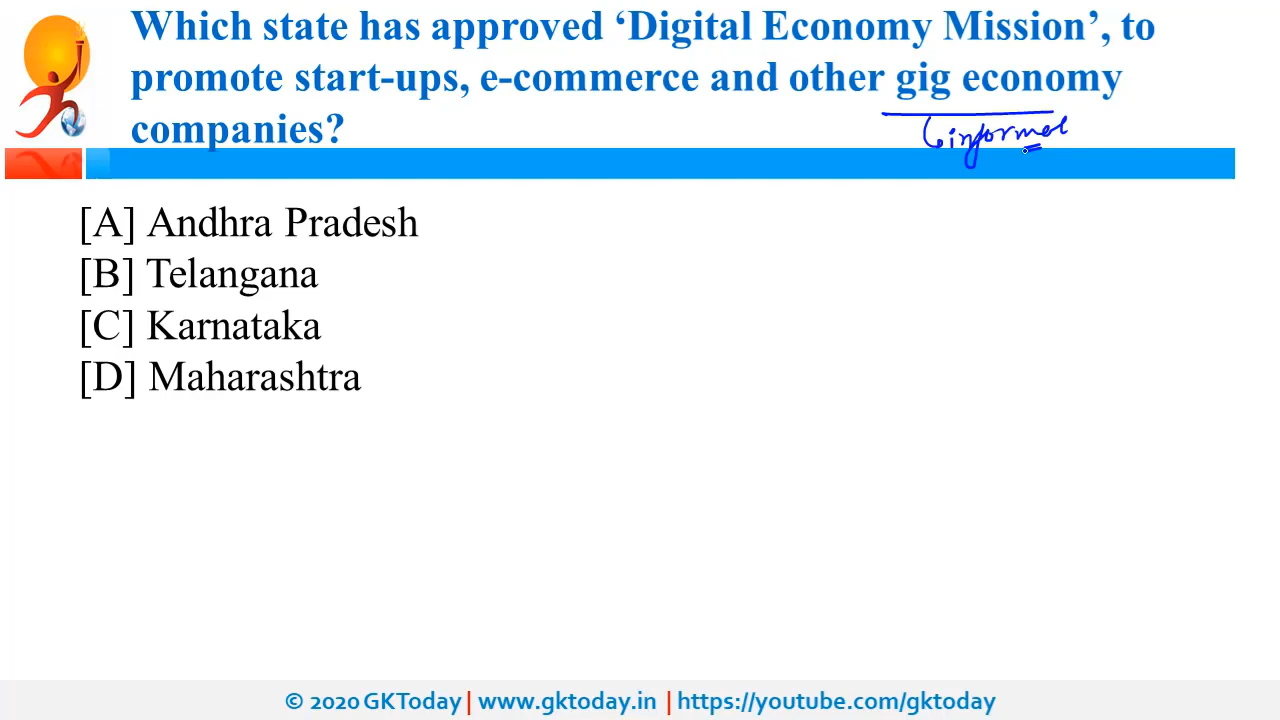 Which state has approved ‘Digital Economy Mission’, to
promote start-ups, e-commerce and other gig economy
companies?
informal
[A] Andhra Pradesh
[B] Telangana
[C] Karnataka
[D] Maharashtra
© 2020 GKToday | www.gktoday.in | https://youtube.com/gktoday